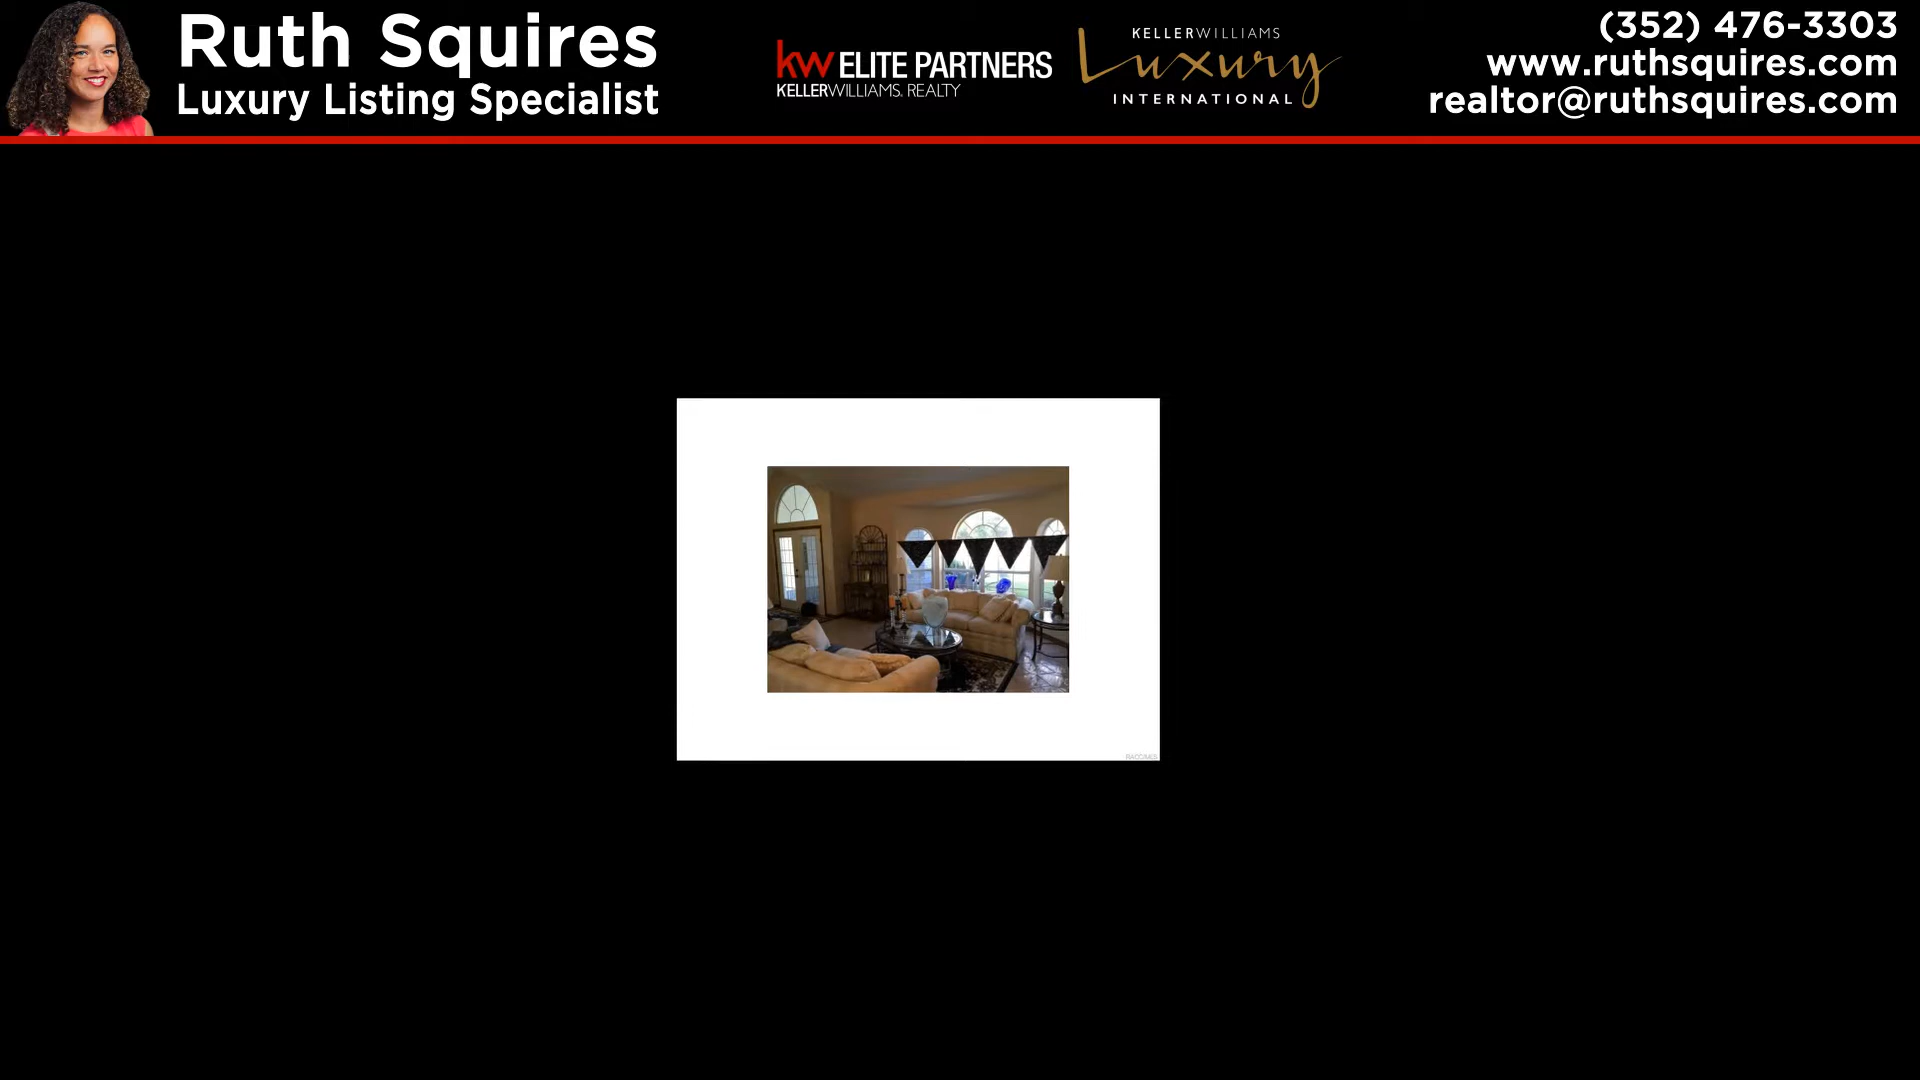 Ruth Squires
Luxury Listing Specialist
kw ELITE PARTNERS
KELLERWILLIAMS. REALTY
KELLERWILLIAMS
Luxury
INTERNATIONAL
(352) 476-3303
www.ruthsquires.com
realtor@ruthsquires.com